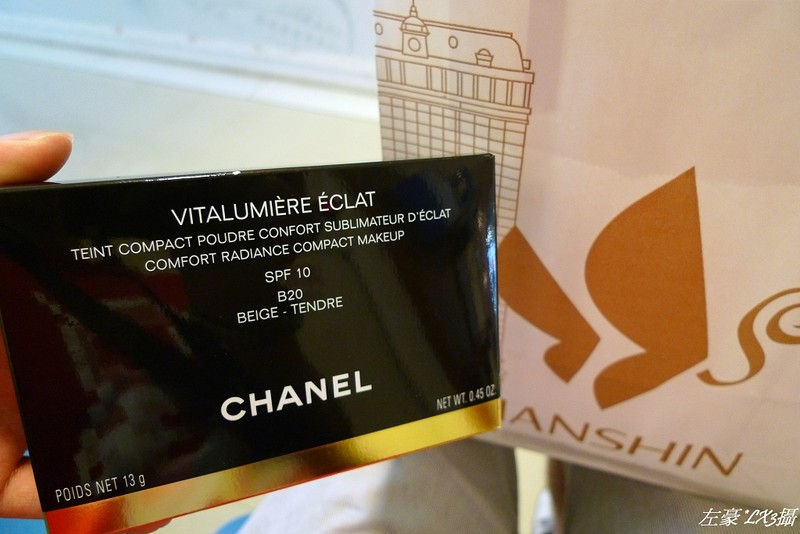 VITALUMIÈRE ÉCLAT
TEINT COMPACT POUDRE CONFORT SUBLIMATEUR D'ÉCLAT
COMFORT RADIANCE COMPACT MAKEUP
SPF 10
B20
BEIGE - TENDRE
CHANEL
NET WT. 0.45 OZ.
POIDS NET 13 g
HANSHIN
左豪*LX3攝